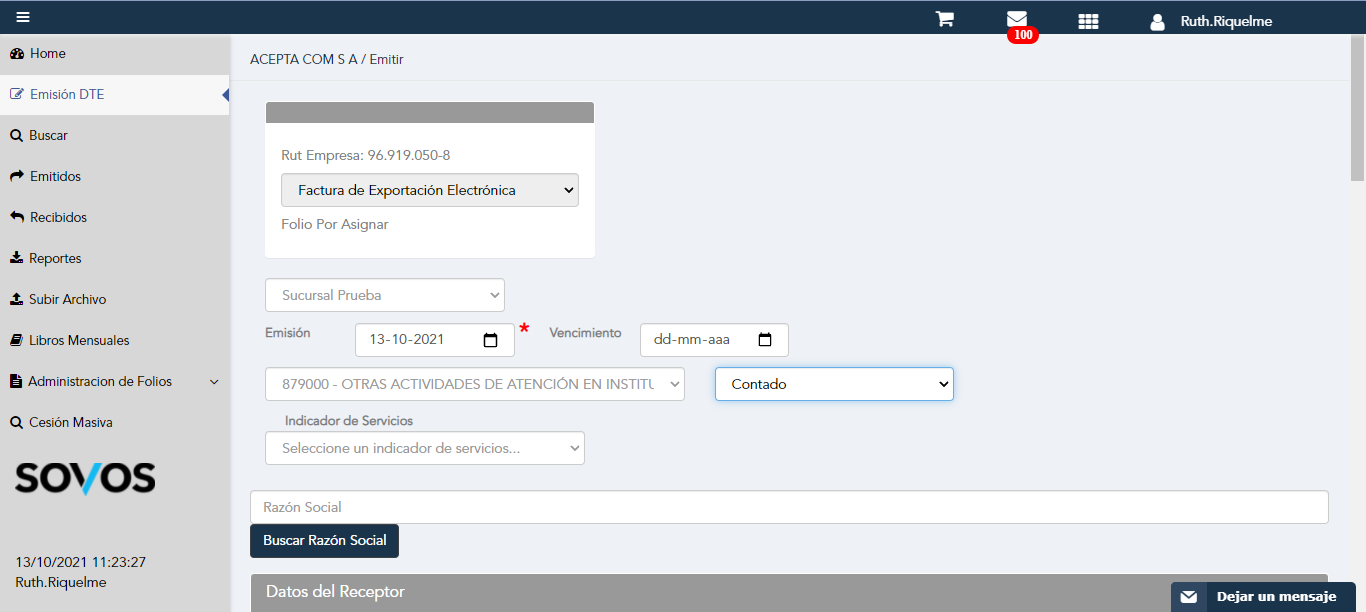 100
Ruth.Riquelme
Home
Emisión DTE
Buscar
Emitidos
Recibidos
Reportes
Subir Archivo
Libros Mensuales
Administracion de Folios
Cesión Masiva
SOVOS
13/10/2021 11:23:27
Ruth.Riquelme
ACEPTA COM S A / Emitir
Rut Empresa: 96.919.050-8
Factura de Exportación Electrónica
Folio Por Asignar
Sucursal Prueba
Emisión 13-10-2021 * Vencimiento dd-mm-aaa
879000 - OTRAS ACTIVIDADES DE ATENCIÓN EN INSTITU Contado
Indicador de Servicios
Seleccione un indicador de servicios...
Razón Social
Buscar Razón Social
Datos del Receptor
Dejar un mensaje